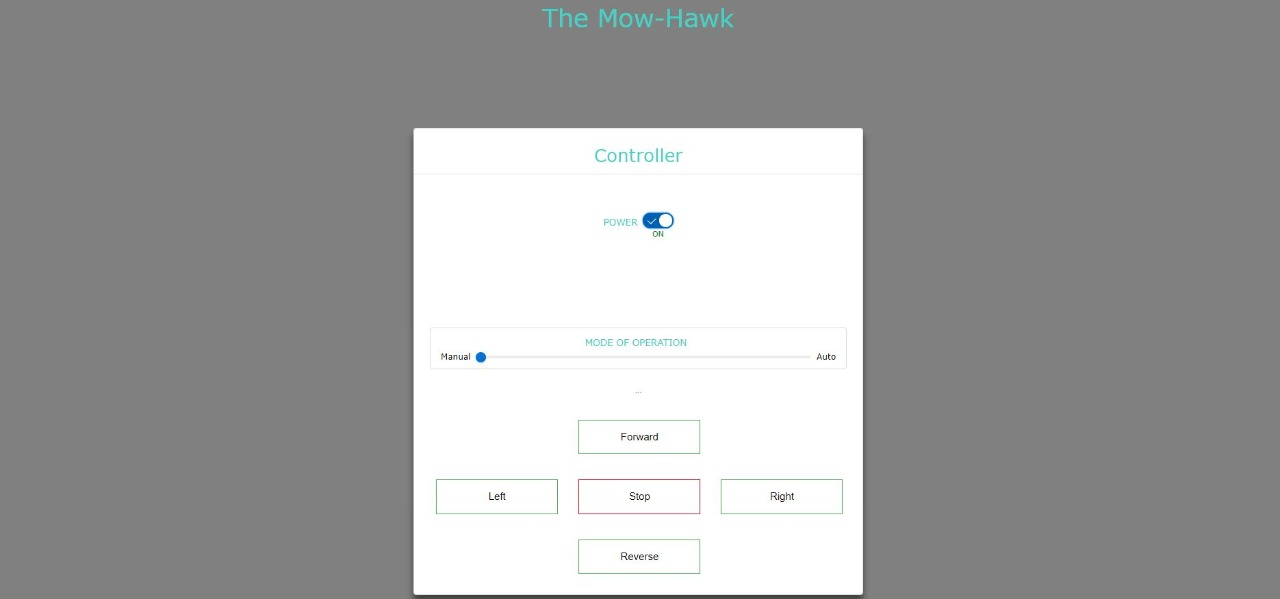 The Mow-Hawk
Controller
POWER
ON
MODE OF OPERATION
Manual Auto
...
Forward
Left Stop Right
Reverse